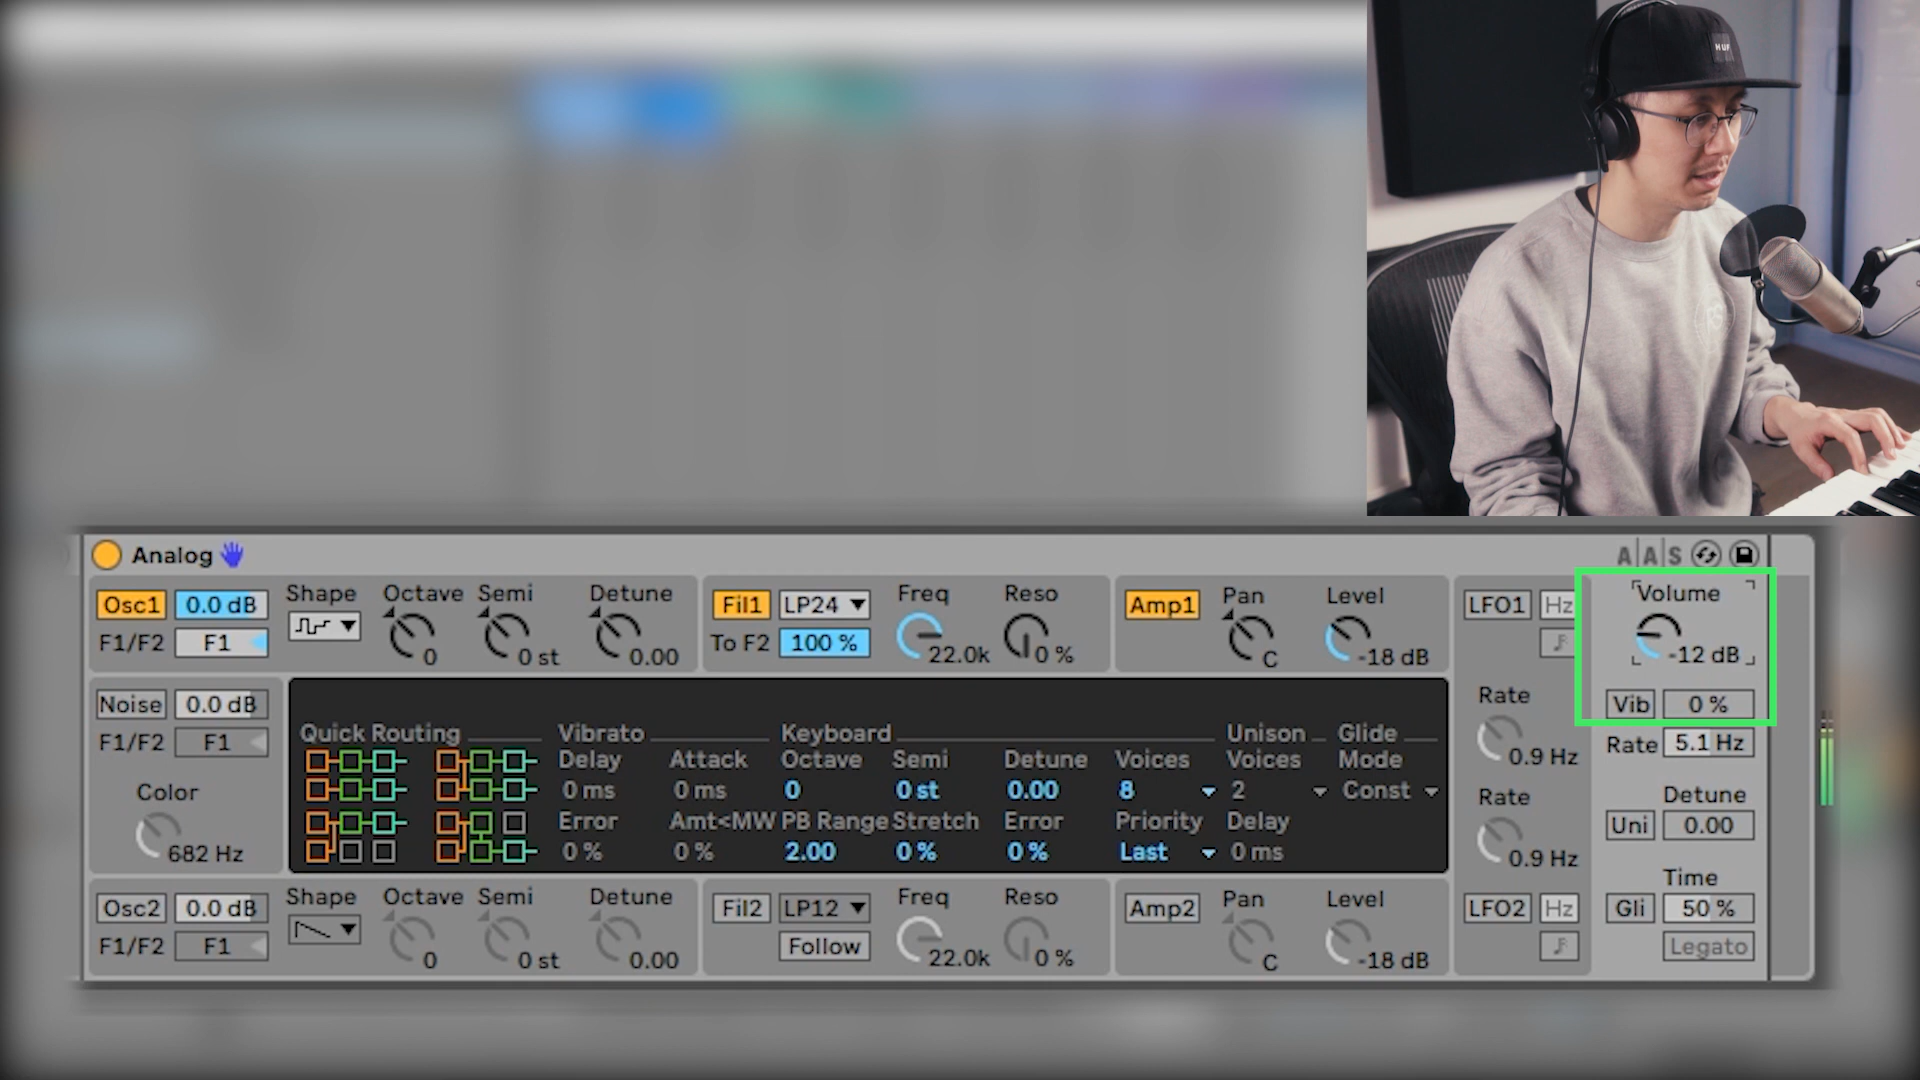 HUF
Analog
A|A|S
Osc1 0.0 dB Shape Octave Semi Detune Fil1 LP24 Freq Reso Amp1 Pan Level LFO1 Hz Volume
F1/F2 F1 0 0 st 0.00 To F2 100 % 22.0k 0 % C -18 dB -12 dB
Noise 0.0 dB Rate Vib 0 %
F1/F2 F1 Quick Routing Vibrato Keyboard Unison Glide 0.9 Hz Rate 5.1 Hz
Delay Attack Octave Semi Detune Voices Voices Mode
Color 0 ms 0 ms 0 0 st 0.00 8 2 Const Rate Detune
Error Amt<MW PB Range Stretch Error Priority Delay Uni 0.00
682 Hz 0 % 0 % 2.00 0 % 0 % Last 0 ms 0.9 Hz
Time
Osc2 0.0 dB Shape Octave Semi Detune Fil2 LP12 Freq Reso Amp2 Pan Level LFO2 Hz Gli 50 %
F1/F2 F1 0 0 st 0.00 Follow 22.0k 0 % C -18 dB Legato